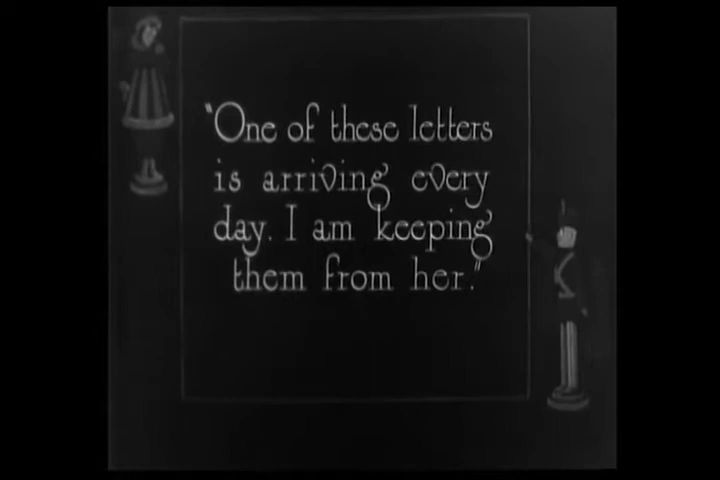 "One of these letters
is arriving every
day. I am keeping
them from her."